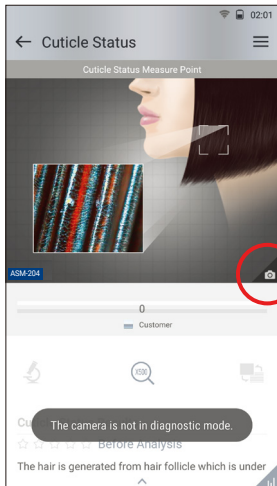 02:01
Cuticle Status
Cuticle Status Measure Point
ASM-204
0
Customer
X50
The camera is not in diagnostic mode.
Cu
Before Analysis
The hair is generated from hair follicle which is under